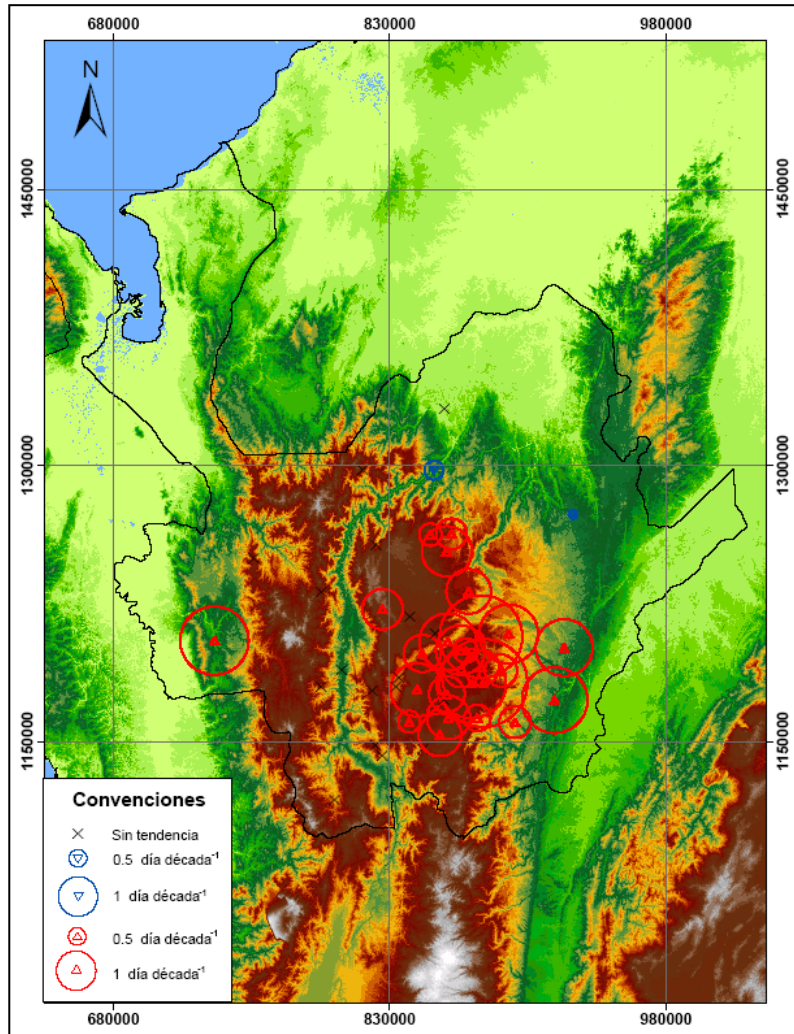 680000 830000 980000
N
1450000 1450000
1300000 1300000
1150000 1150000
Convenciones
Sin tendencia
0.5 día década⁻¹
1 día década⁻¹
0.5 día década⁻¹
1 día década⁻¹
680000 830000 980000